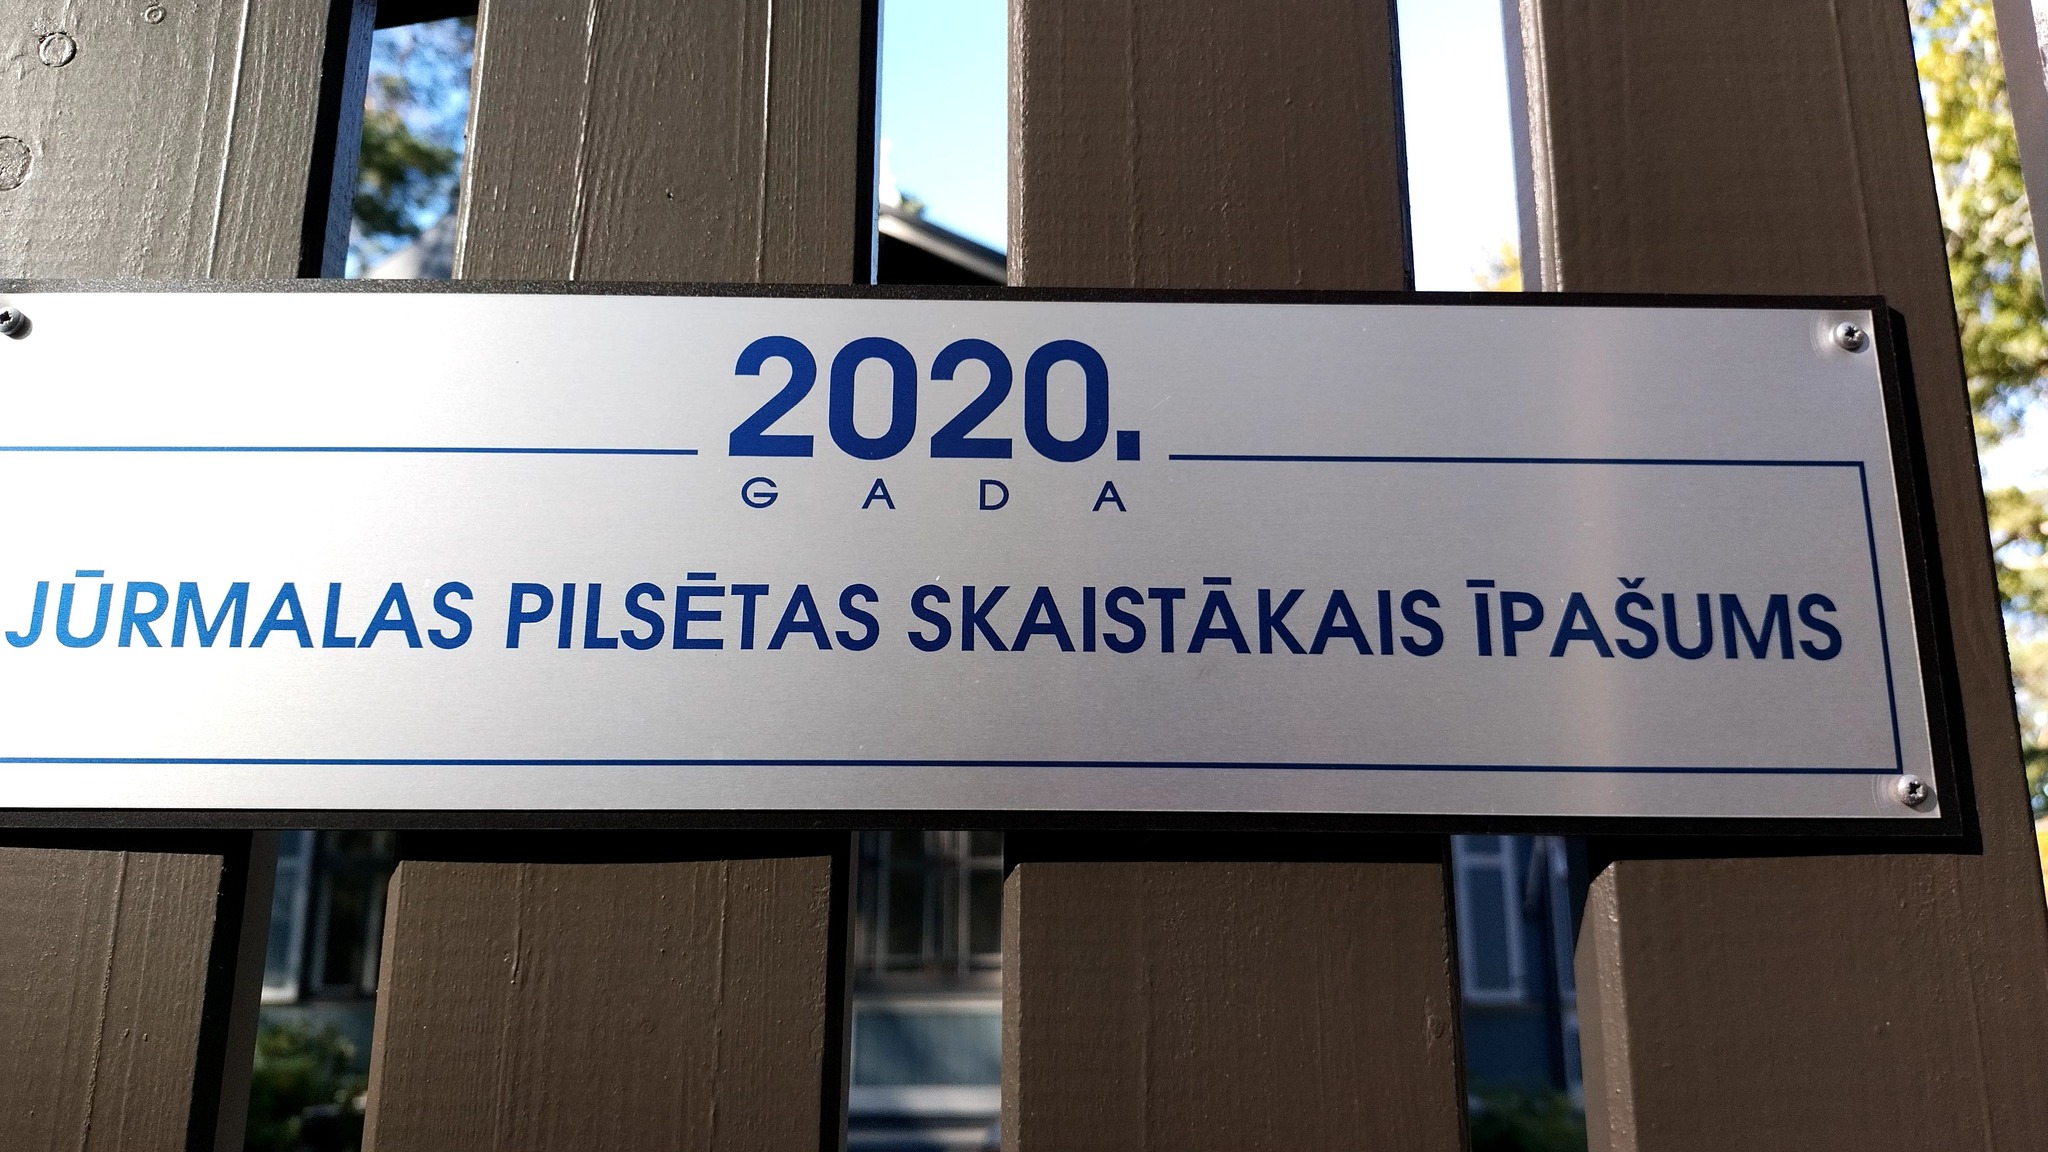 2020.
GADA
JŪRMALAS PILSĒTAS SKAISTĀKAIS ĪPAŠUMS